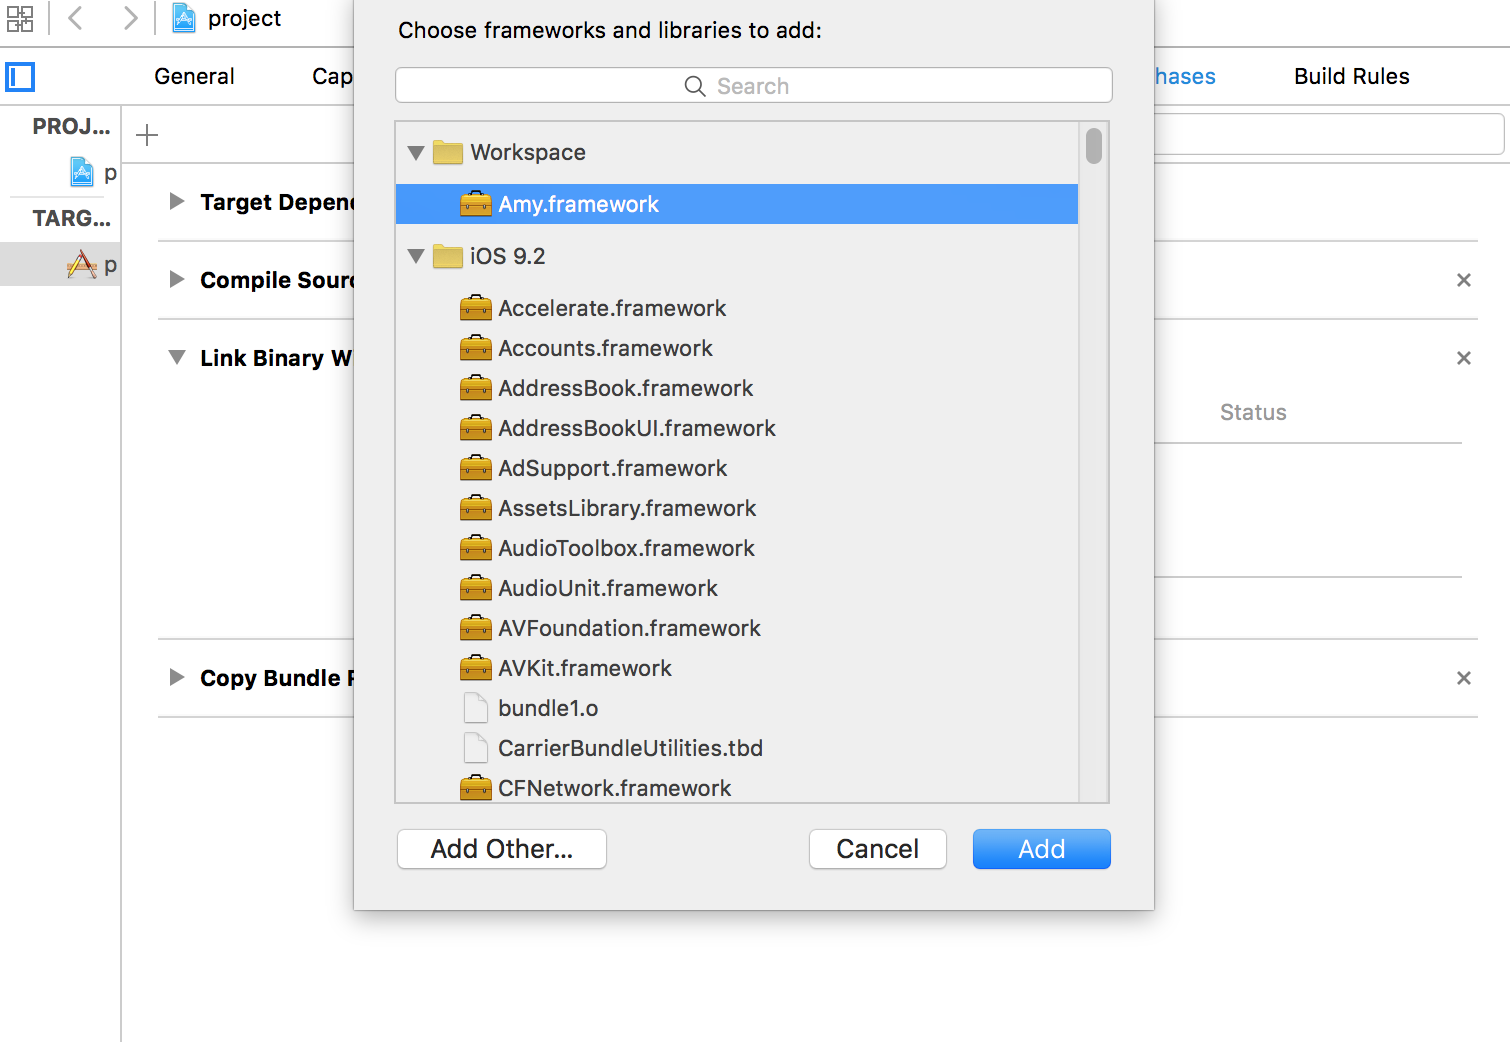 project
Choose frameworks and libraries to add:
General
Cap
hases
Build Rules
Search
PROJ...
p
TARG...
p
Target Depen
Compile Sour
Link Binary W
Status
Copy Bundle
Workspace
Amy.framework
iOS 9.2
Accelerate.framework
Accounts.framework
AddressBook.framework
AddressBookUI.framework
AdSupport.framework
AssetsLibrary.framework
AudioToolbox.framework
AudioUnit.framework
AVFoundation.framework
AVKit.framework
bundle1.o
CarrierBundleUtilities.tbd
CFNetwork.framework
Add Other...
Cancel
Add